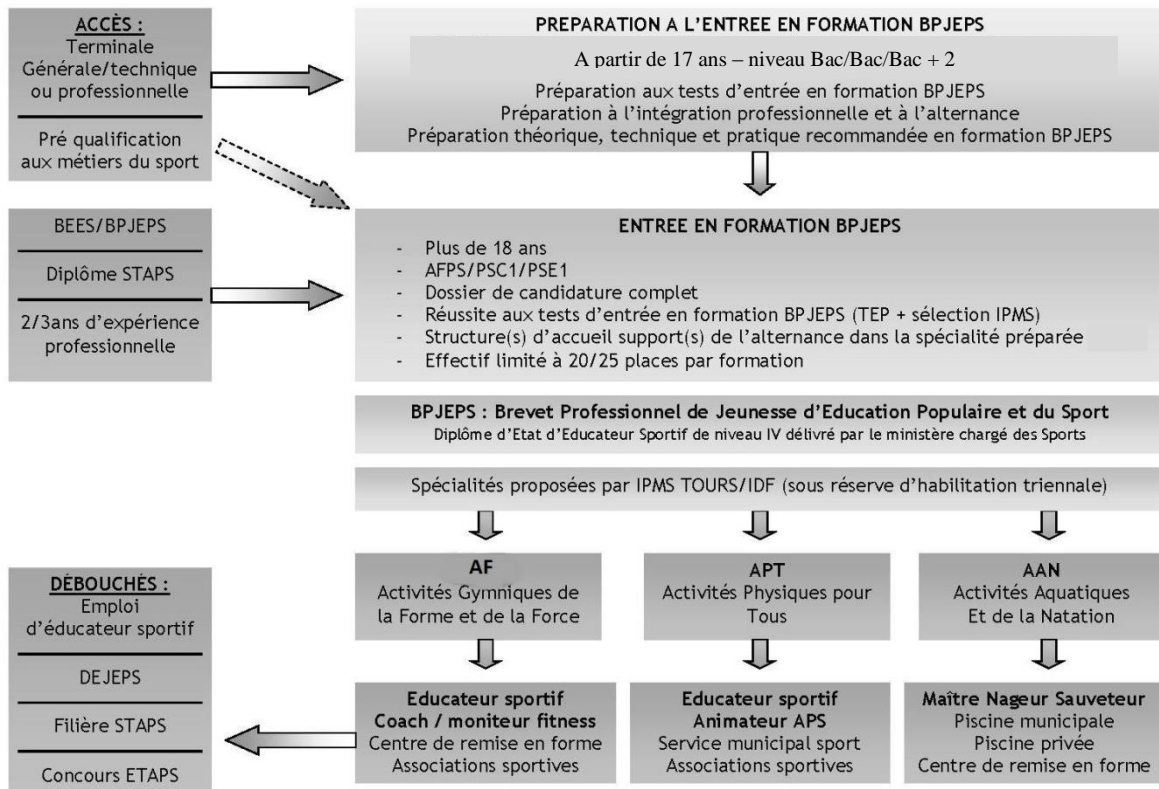 ACCÈS :
Terminale
Générale/technique
ou professionnelle
Pré qualification
aux métiers du sport
PREPARATION A L'ENTREE EN FORMATION BPJEPS
A partir de 17 ans – niveau Bac/Bac/Bac + 2
Préparation aux tests d'entrée en formation BPJEPS
Préparation à l'intégration professionnelle et à l'alternance
Préparation théorique, technique et pratique recommandée en formation BPJEPS
BEES/BPJEPS
Diplôme STAPS
2/3ans d'expérience
professionnelle
ENTREE EN FORMATION BPJEPS
- Plus de 18 ans
- AFPS/PSC1/PSE1
- Dossier de candidature complet
- Réussite aux tests d'entrée en formation BPJEPS (TEP + sélection IPMS)
- Structure(s) d'accueil support(s) de l'alternance dans la spécialité préparée
- Effectif limité à 20/25 places par formation
BPJEPS : Brevet Professionnel de Jeunesse d'Education Populaire et du Sport
Diplôme d'Etat d'Educateur Sportif de niveau IV délivré par le ministère chargé des Sports
Spécialités proposées par IPMS TOURS/IDF (sous réserve d'habilitation triennale)
AF
Activités Gymniques de
la Forme et de la Force
APT
Activités Physiques pour
Tous
AAN
Activités Aquatiques
Et de la Natation
DÉBOUCHÉS :
Emploi
d'éducateur sportif
DEJEPS
Filière STAPS
Concours ETAPS
Educateur sportif
Coach / moniteur fitness
Centre de remise en forme
Associations sportives
Educateur sportif
Animateur APS
Service municipal sport
Associations sportives
Maître Nageur Sauveteur
Piscine municipale
Piscine privée
Centre de remise en forme